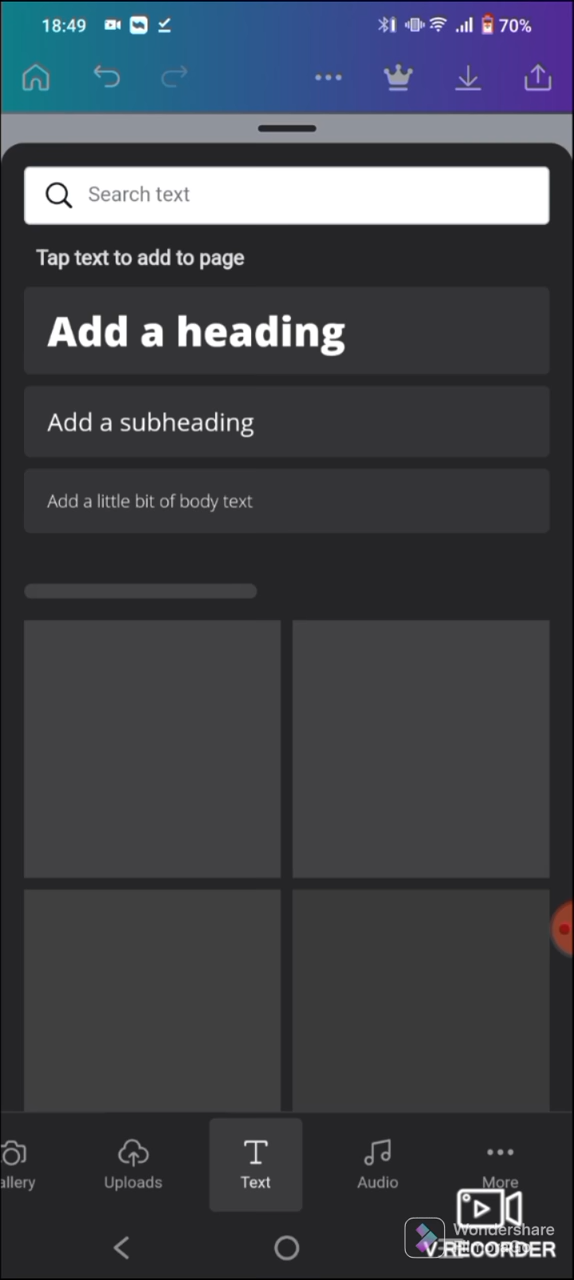 18:49
70%
Search text
Tap text to add to page
Add a heading
Add a subheading
Add a little bit of body text
allery
Uploads
Text
Audio
More
Wondershare
V RECORDER